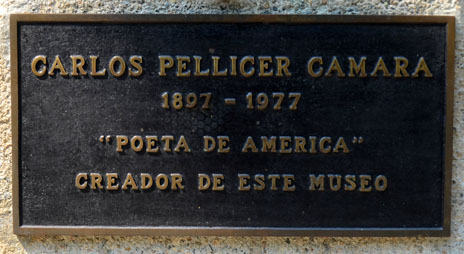 CARLOS PELLICER CAMARA
1897 - 1977
"POETA DE AMERICA"
CREADOR DE ESTE MUSEO